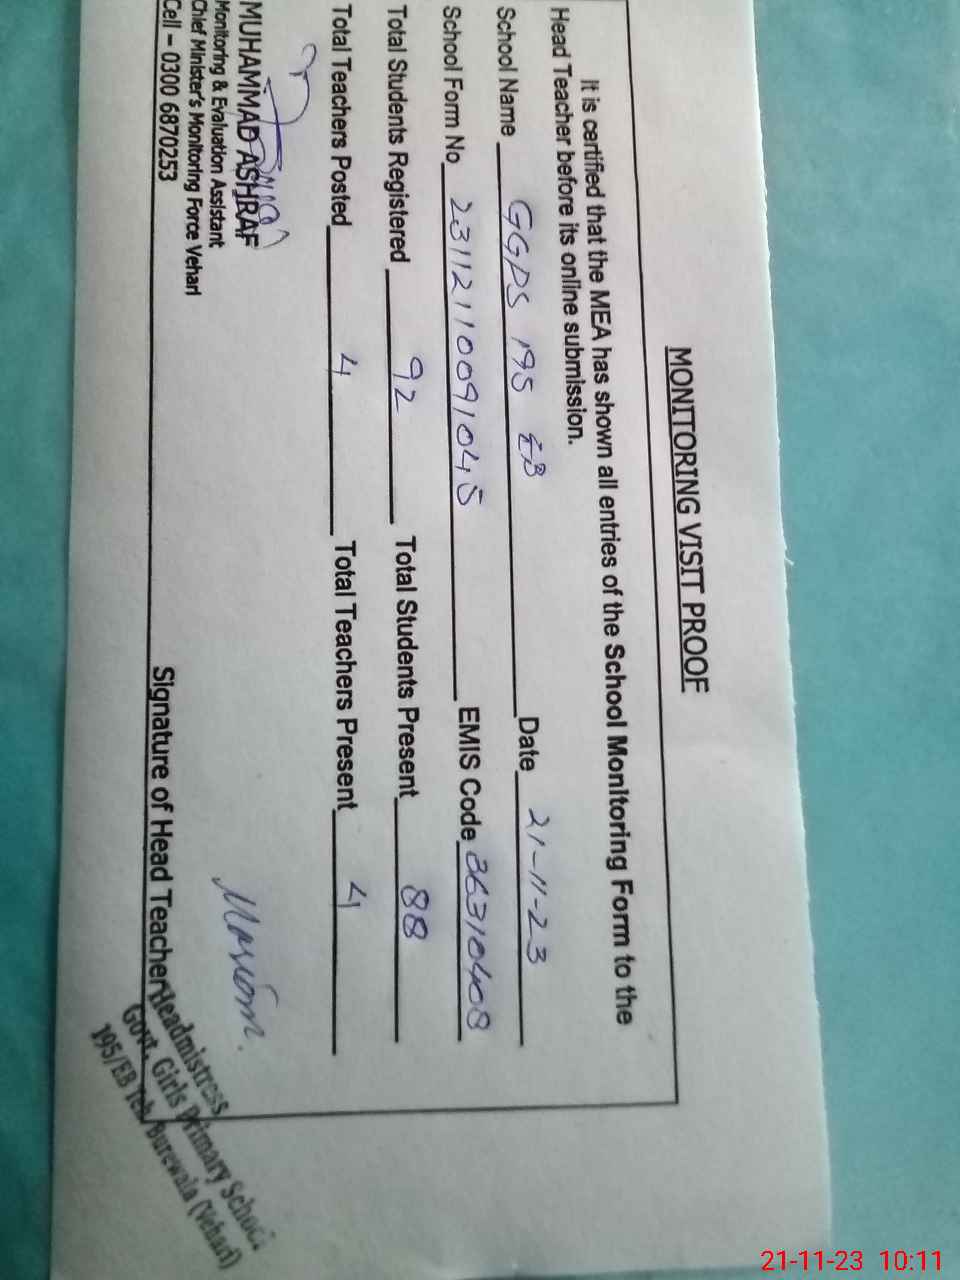 MONITORING VISIT PROOF
It is certified that the MEA has shown all entries of the School Monitoring Form to the
Head Teacher before its online submission.
School Name GGPS 195 EB Date 21-11-23
School Form No 231121100091045 EMIS Code 36310408
Total Students Registered 92 Total Students Present 88
Total Teachers Posted 4 Total Teachers Present 4
MUHAMMAD ASHRAF
Monitoring & Evaluation Assistant
Chief Minister's Monitoring Force Vehari
Cell – 0300 6870253
Signature of Head Teacher
Headmistress
Govt. Girls Primary School
195/EB Teh. Burewala (Vehari)
21-11-23 10:11